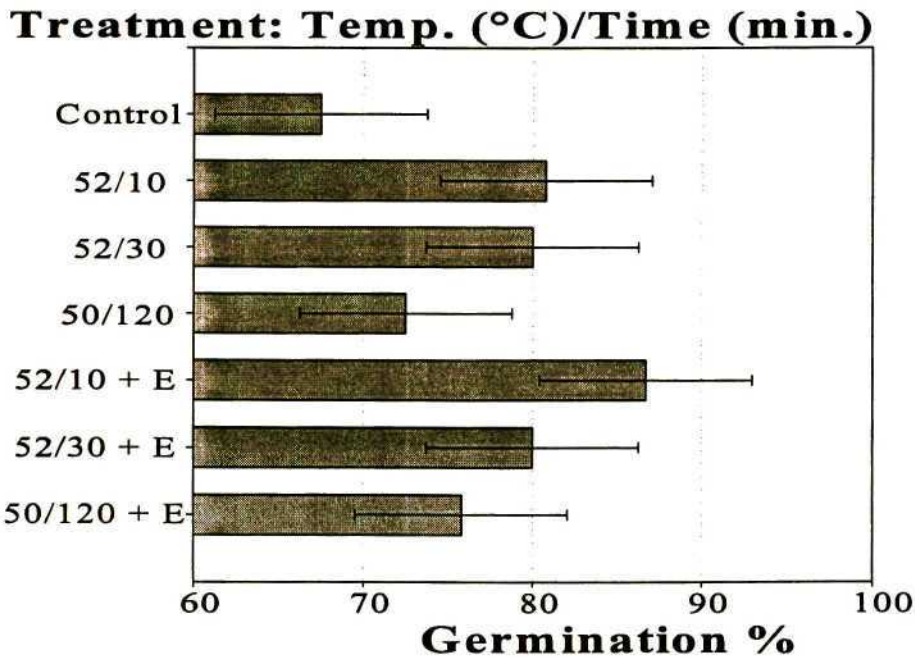 Treatment: Temp. (°C)/Time (min.)
Control
52/10
52/30
50/120
52/10 + E
52/30 + E
50/120 + E
60 70 80 90 100
Germination %